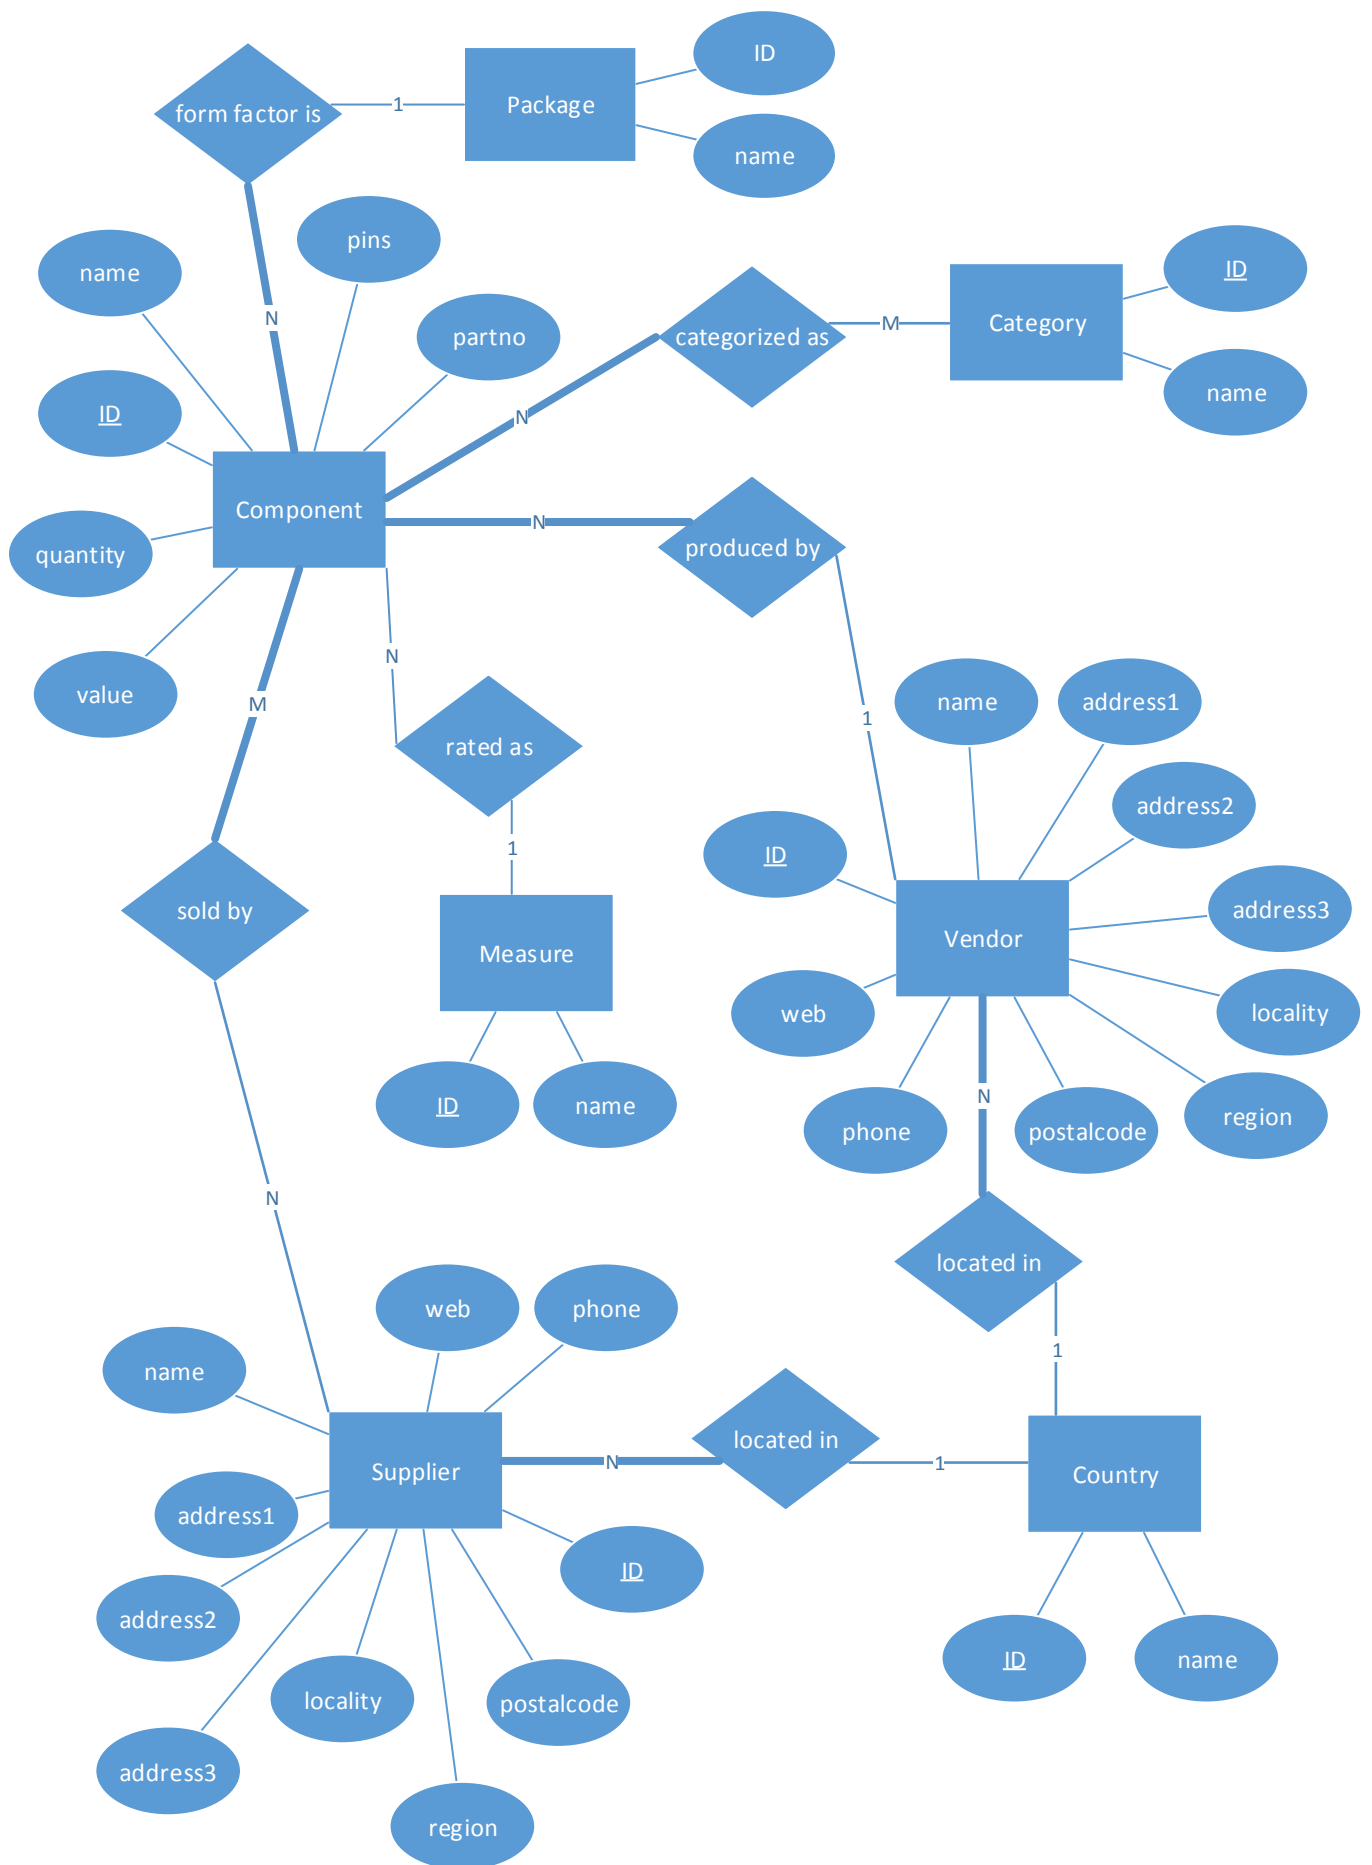 ID
form factor is
1
Package
name
pins
name
N
ID
categorized as
M
Category
partno
name
ID
N
Component
N
produced by
quantity
N
value
M
name
address1
1
rated as
address2
1
ID
sold by
address3
Vendor
Measure
web
locality
N
ID
name
region
phone
postalcode
N
located in
web
phone
1
name
located in
Supplier
N
1
Country
address1
ID
address2
ID
name
locality
postalcode
address3
region